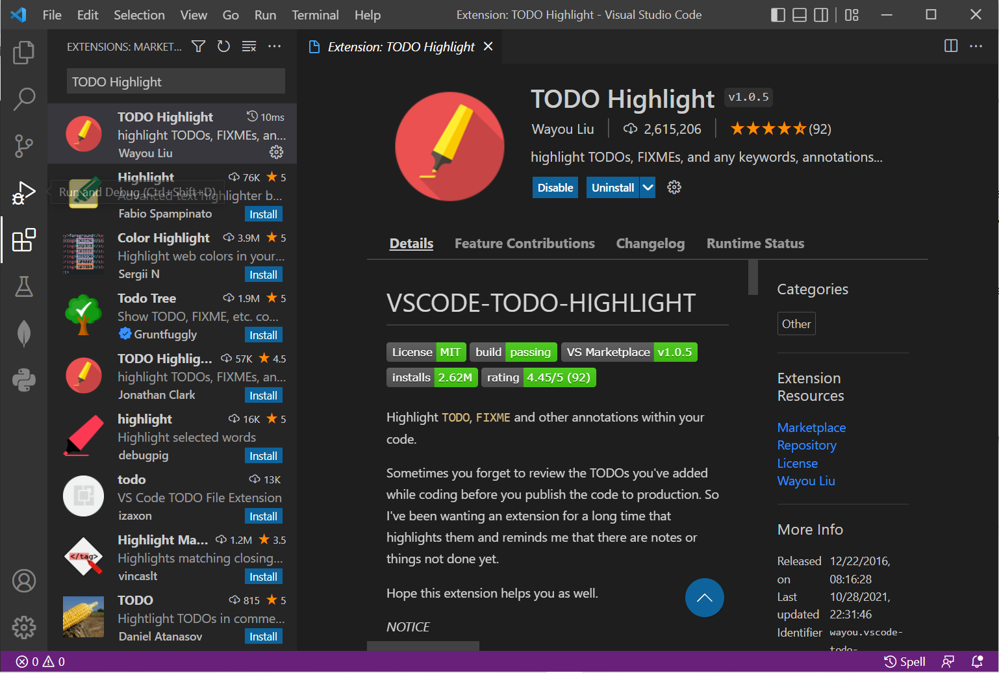 File Edit Selection View Go Run Terminal Help
Extension: TODO Highlight - Visual Studio Code
EXTENSIONS: MARKET...
TODO Highlight
TODO Highlight 10ms
highlight TODOs, FIXMEs, an...
Wayou Liu
Highlight 76K 5
Run and Debug (Ctrl+Shift+D)
Advanced text highlighter b...
Fabio Spampinato Install
Color Highlight 3.9M 5
Highlight web colors in your...
Sergii N Install
Todo Tree 1.9M 5
Show TODO, FIXME, etc. co...
Gruntfuggly Install
TODO Highlig... 57K 4.5
highlight TODOs, FIXMEs, an...
Jonathan Clark Install
highlight 16K 5
Highlight selected words
debugpig Install
todo 13K
VS Code TODO File Extension
izaxon Install
</tag>
Highlight Ma... 1.2M 3.5
Highlights matching closing...
vincaslt Install
TODO 815 5
Hightlight TODOs in comme...
Daniel Atanasov Install
Extension: TODO Highlight
TODO Highlight v1.0.5
Wayou Liu 2,615,206 (92)
highlight TODOs, FIXMEs, and any keywords, annotations...
Disable Uninstall
Details Feature Contributions Changelog Runtime Status
VSCODE-TODO-HIGHLIGHT
License MIT build passing VS Marketplace v1.0.5
installs 2.62M rating 4.45/5 (92)
Highlight TODO, FIXME and other annotations within your
code.
Sometimes you forget to review the TODOs you've added
while coding before you publish the code to production. So
I've been wanting an extension for a long time that
highlights them and reminds me that there are notes or
things not done yet.
Hope this extension helps you as well.
NOTICE
Categories
Other
Extension
Resources
Marketplace
Repository
License
Wayou Liu
More Info
Released 12/22/2016,
on 08:16:28
Last 10/28/2021,
updated 22:31:46
Identifier wayou.vscode-
todo-
0 0
Spell